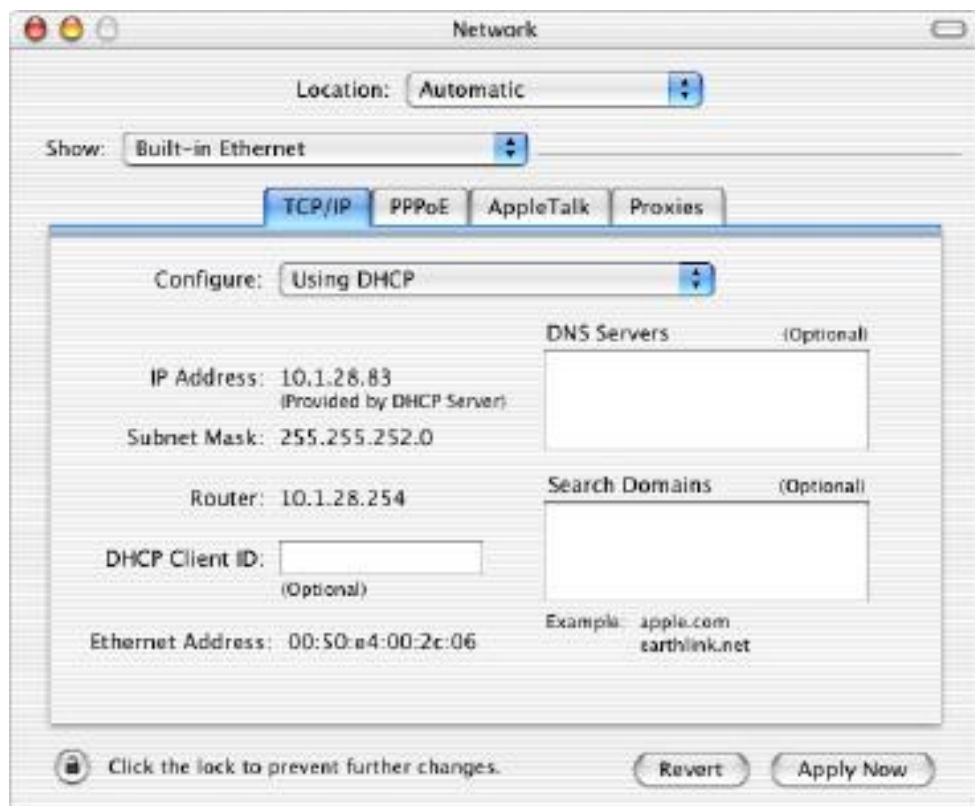 Network
Location: Automatic
Show: Built-in Ethernet
TCP/IP PPPoE AppleTalk Proxies
Configure: Using DHCP
DNS Servers (Optional)
IP Address: 10.1.28.83
(Provided by DHCP Server)
Subnet Mask: 255.255.252.0
Search Domains (Optional)
Router: 10.1.28.254
DHCP Client ID:
(Optional)
Example: apple.com
earthlink.net
Ethernet Address: 00:50:e4:00:2c:06
Click the lock to prevent further changes.
Revert Apply Now